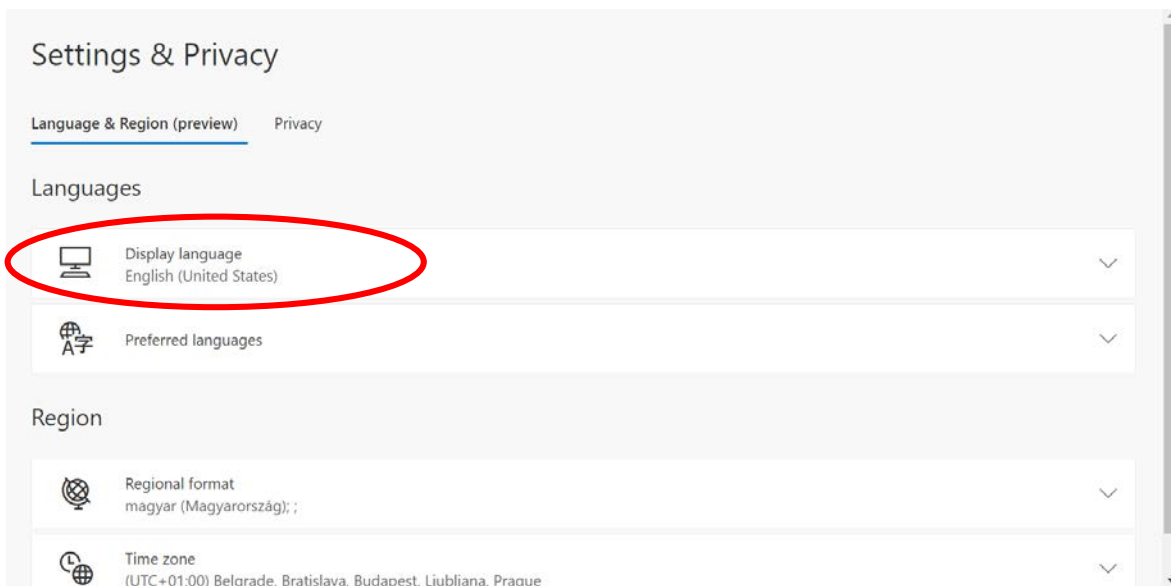 Settings & Privacy
Language & Region (preview) Privacy
Languages
Display language
English (United States)
Preferred languages
Region
Regional format
magyar (Magyarország); ;
Time zone
(UTC+01:00) Belgrade, Bratislava, Budapest, Ljubljana, Prague